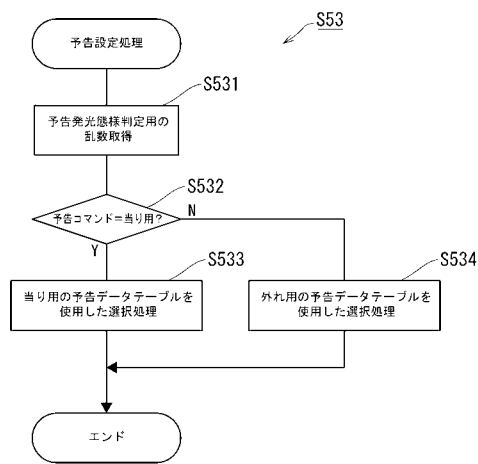 S53
予告設定処理
S531
予告発光態様判定用の
乱数取得
S532
予告コマンド＝当り用？
N
Y
S533
当り用の予告データテーブルを
使用した選択処理
S534
外れ用の予告データテーブルを
使用した選択処理
エンド